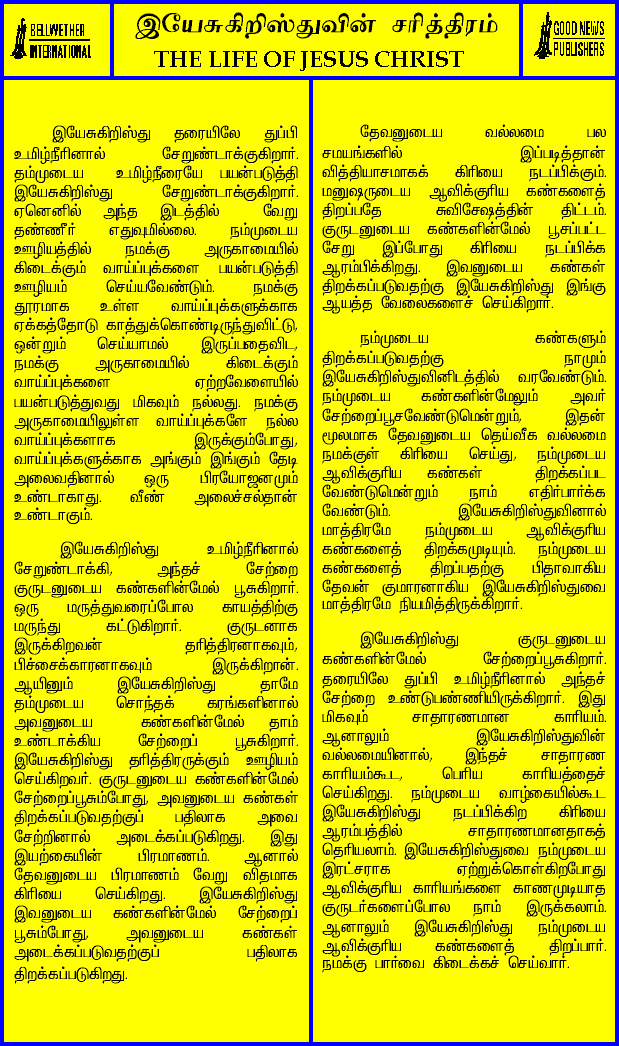 BELLWETHER
INTERNATIONAL
இயேசுகிறிஸ்துவின் சரித்திரம்
THE LIFE OF JESUS CHRIST
GOOD NEWS
PUBLISHERS
இயேசுகிறிஸ்து தரையிலே துப்பி
உமிழ்நீரினால் சேறுண்டாக்குகிறார்.
தம்முடைய உமிழ்நீரையே பயன்படுத்தி
இயேசுகிறிஸ்து சேறுண்டாக்குகிறார்.
ஏனெனில் அந்த இடத்தில் வேறு
தண்ணீர் எதுவுமில்லை. நம்முடைய
ஊழியத்தில் நமக்கு அருகாமையில்
கிடைக்கும் வாய்ப்புக்களை பயன்படுத்தி
ஊழியம் செய்யவேண்டும். நமக்கு
தூரமாக உள்ள வாய்ப்புக்களுக்காக
ஏக்கத்தோடு காத்துக்கொண்டிருந்துவிட்டு,
ஒன்றும் செய்யாமல் இருப்பதைவிட,
நமக்கு அருகாமையில் கிடைக்கும்
வாய்ப்புக்களை ஏற்றவேளையில்
பயன்படுத்துவது மிகவும் நல்லது. நமக்கு
அருகாமையிலுள்ள வாய்ப்புக்களே நல்ல
வாய்ப்புக்களாக இருக்கும்போது,
வாய்ப்புக்களுக்காக அங்கும் இங்கும் தேடி
அலைவதினால் ஒரு பிரயோஜனமும்
உண்டாகாது. வீண் அலைச்சல்தான்
உண்டாகும்.
இயேசுகிறிஸ்து உமிழ்நீரினால்
சேறுண்டாக்கி, அந்தச் சேற்றை
குருடனுடைய கண்களின்மேல் பூசுகிறார்.
ஒரு மருத்துவரைப்போல காயத்திற்கு
மருந்து கட்டுகிறார். குருடனாக
இருக்கிறவன் தரித்திரனாகவும்,
பிச்சைக்காரனாகவும் இருக்கிறான்.
ஆயினும் இயேசுகிறிஸ்து தாமே
தம்முடைய சொந்தக் கரங்களினால்
அவனுடைய கண்களின்மேல் தாம்
உண்டாக்கிய சேற்றைப் பூசுகிறார்.
இயேசுகிறிஸ்து தரித்திரருக்கும் ஊழியம்
செய்கிறவர். குருடனுடைய கண்களின்மேல்
சேற்றைப்பூசும்போது, அவனுடைய கண்கள்
திறக்கப்படுவதற்குப் பதிலாக அவை
சேற்றினால் அடைக்கப்படுகிறது. இது
இயற்கையின் பிரமாணம். ஆனால்
தேவனுடைய பிரமாணம் வேறு விதமாக
கிரியை செய்கிறது. இயேசுகிறிஸ்து
இவனுடைய கண்களின்மேல் சேற்றைப்
பூசும்போது, அவனுடைய கண்கள்
அடைக்கப்படுவதற்குப் பதிலாக
திறக்கப்படுகிறது.
தேவனுடைய வல்லமை பல
சமயங்களில் இப்படித்தான்
வித்தியாசமாகக் கிரியை நடப்பிக்கும்.
மனுஷருடைய ஆவிக்குரிய கண்களைத்
திறப்பதே சுவிசேஷத்தின் திட்டம்.
குருடனுடைய கண்களின்மேல் பூசப்பட்ட
சேறு இப்போது கிரியை நடப்பிக்க
ஆரம்பிக்கிறது. இவனுடைய கண்கள்
திறக்கப்படுவதற்கு இயேசுகிறிஸ்து இங்கு
ஆயத்த வேலைகளைச் செய்கிறார்.
நம்முடைய கண்களும்
திறக்கப்படுவதற்கு நாமும்
இயேசுகிறிஸ்துவினிடத்தில் வரவேண்டும்.
நம்முடைய கண்களின்மேலும் அவர்
சேற்றைப்பூசவேண்டுமென்றும், இதன்
மூலமாக தேவனுடைய தெய்வீக வல்லமை
நமக்குள் கிரியை செய்து, நம்முடைய
ஆவிக்குரிய கண்கள் திறக்கப்பட
வேண்டுமென்றும் நாம் எதிர்பார்க்க
வேண்டும். இயேசுகிறிஸ்துவினால்
மாத்திரமே நம்முடைய ஆவிக்குரிய
கண்களைத் திறக்கமுடியும். நம்முடைய
கண்களைத் திறப்பதற்கு பிதாவாகிய
தேவன் குமாரனாகிய இயேசுகிறிஸ்துவை
மாத்திரமே நியமித்திருக்கிறார்.
இயேசுகிறிஸ்து குருடனுடைய
கண்களின்மேல் சேற்றைப்பூசுகிறார்.
தரையிலே துப்பி உமிழ்நீரினால் அந்தச்
சேற்றை உண்டுபண்ணியிருக்கிறார். இது
மிகவும் சாதாரணமான காரியம்.
ஆனாலும் இயேசுகிறிஸ்துவின்
வல்லமையினால், இந்தச் சாதாரண
காரியம்கூட, பெரிய காரியத்தைச்
செய்கிறது. நம்முடைய வாழ்கையில்கூட
இயேசுகிறிஸ்து நடப்பிக்கிற கிரியை
ஆரம்பத்தில் சாதாரணமானதாகத்
தெரியலாம். இயேசுகிறிஸ்துவை நம்முடைய
இரட்சராக ஏற்றுக்கொள்கிறபோது
ஆவிக்குரிய காரியங்களை காணமுடியாத
குருடர்களைப்போல நாம் இருக்கலாம்.
ஆனாலும் இயேசுகிறிஸ்து நம்முடைய
ஆவிக்குரிய கண்களைத் திறப்பார்.
நமக்கு பார்வை கிடைக்கச் செய்வார்.